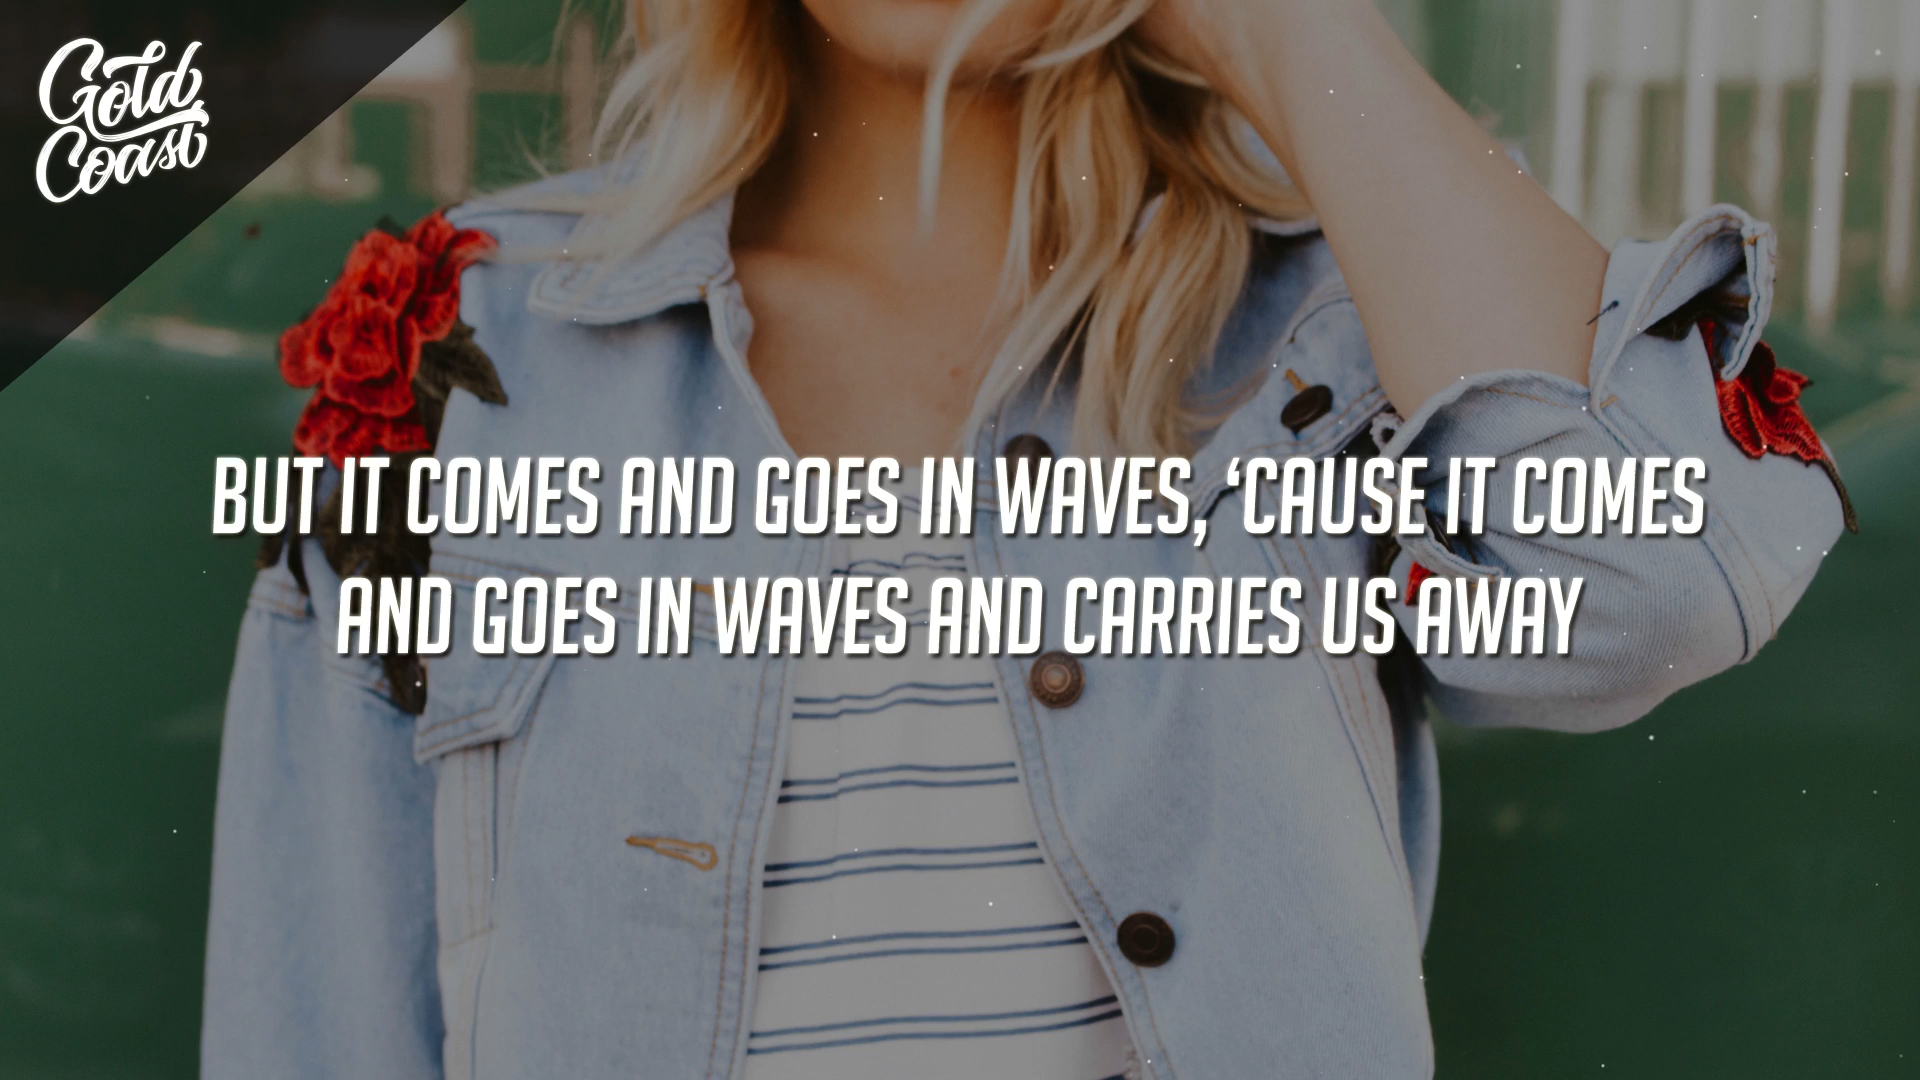 Gold
Coast
BUT IT COMES AND GOES IN WAVES, ‘CAUSE IT COMES
AND GOES IN WAVES AND CARRIES US AWAY